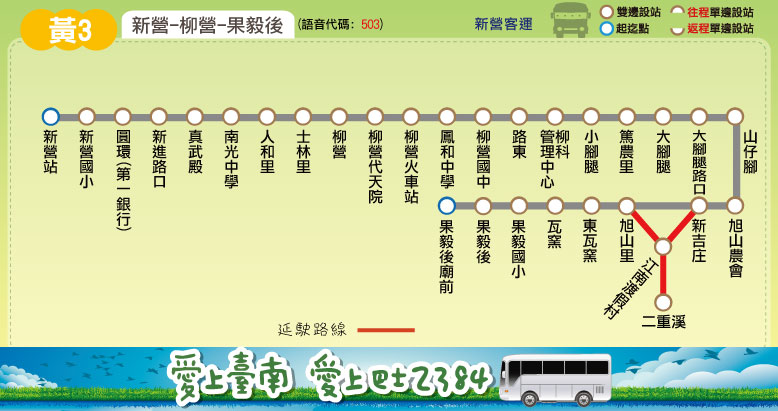 黃3
新營-柳營-果毅後
(語音代碼：503)
新營客運
雙邊設站
起迄點
往程單邊設站
返程單邊設站
新營站
新營國小
圓環(第一銀行)
新進路口
真武殿
南光中學
人和里
士林里
柳營
柳營代天院
柳營火車站
鳳和中學
柳營國中
路東
柳科
管理中心
小腳腿
篤農里
大腳腿
大腳腿路口
山仔腳
果毅後廟前
果毅後
果毅國小
瓦窑
東瓦窑
旭山里
新吉庄
旭山農會
江南渡假村
二重溪
延駛路線
愛上臺南 愛上巴士2384